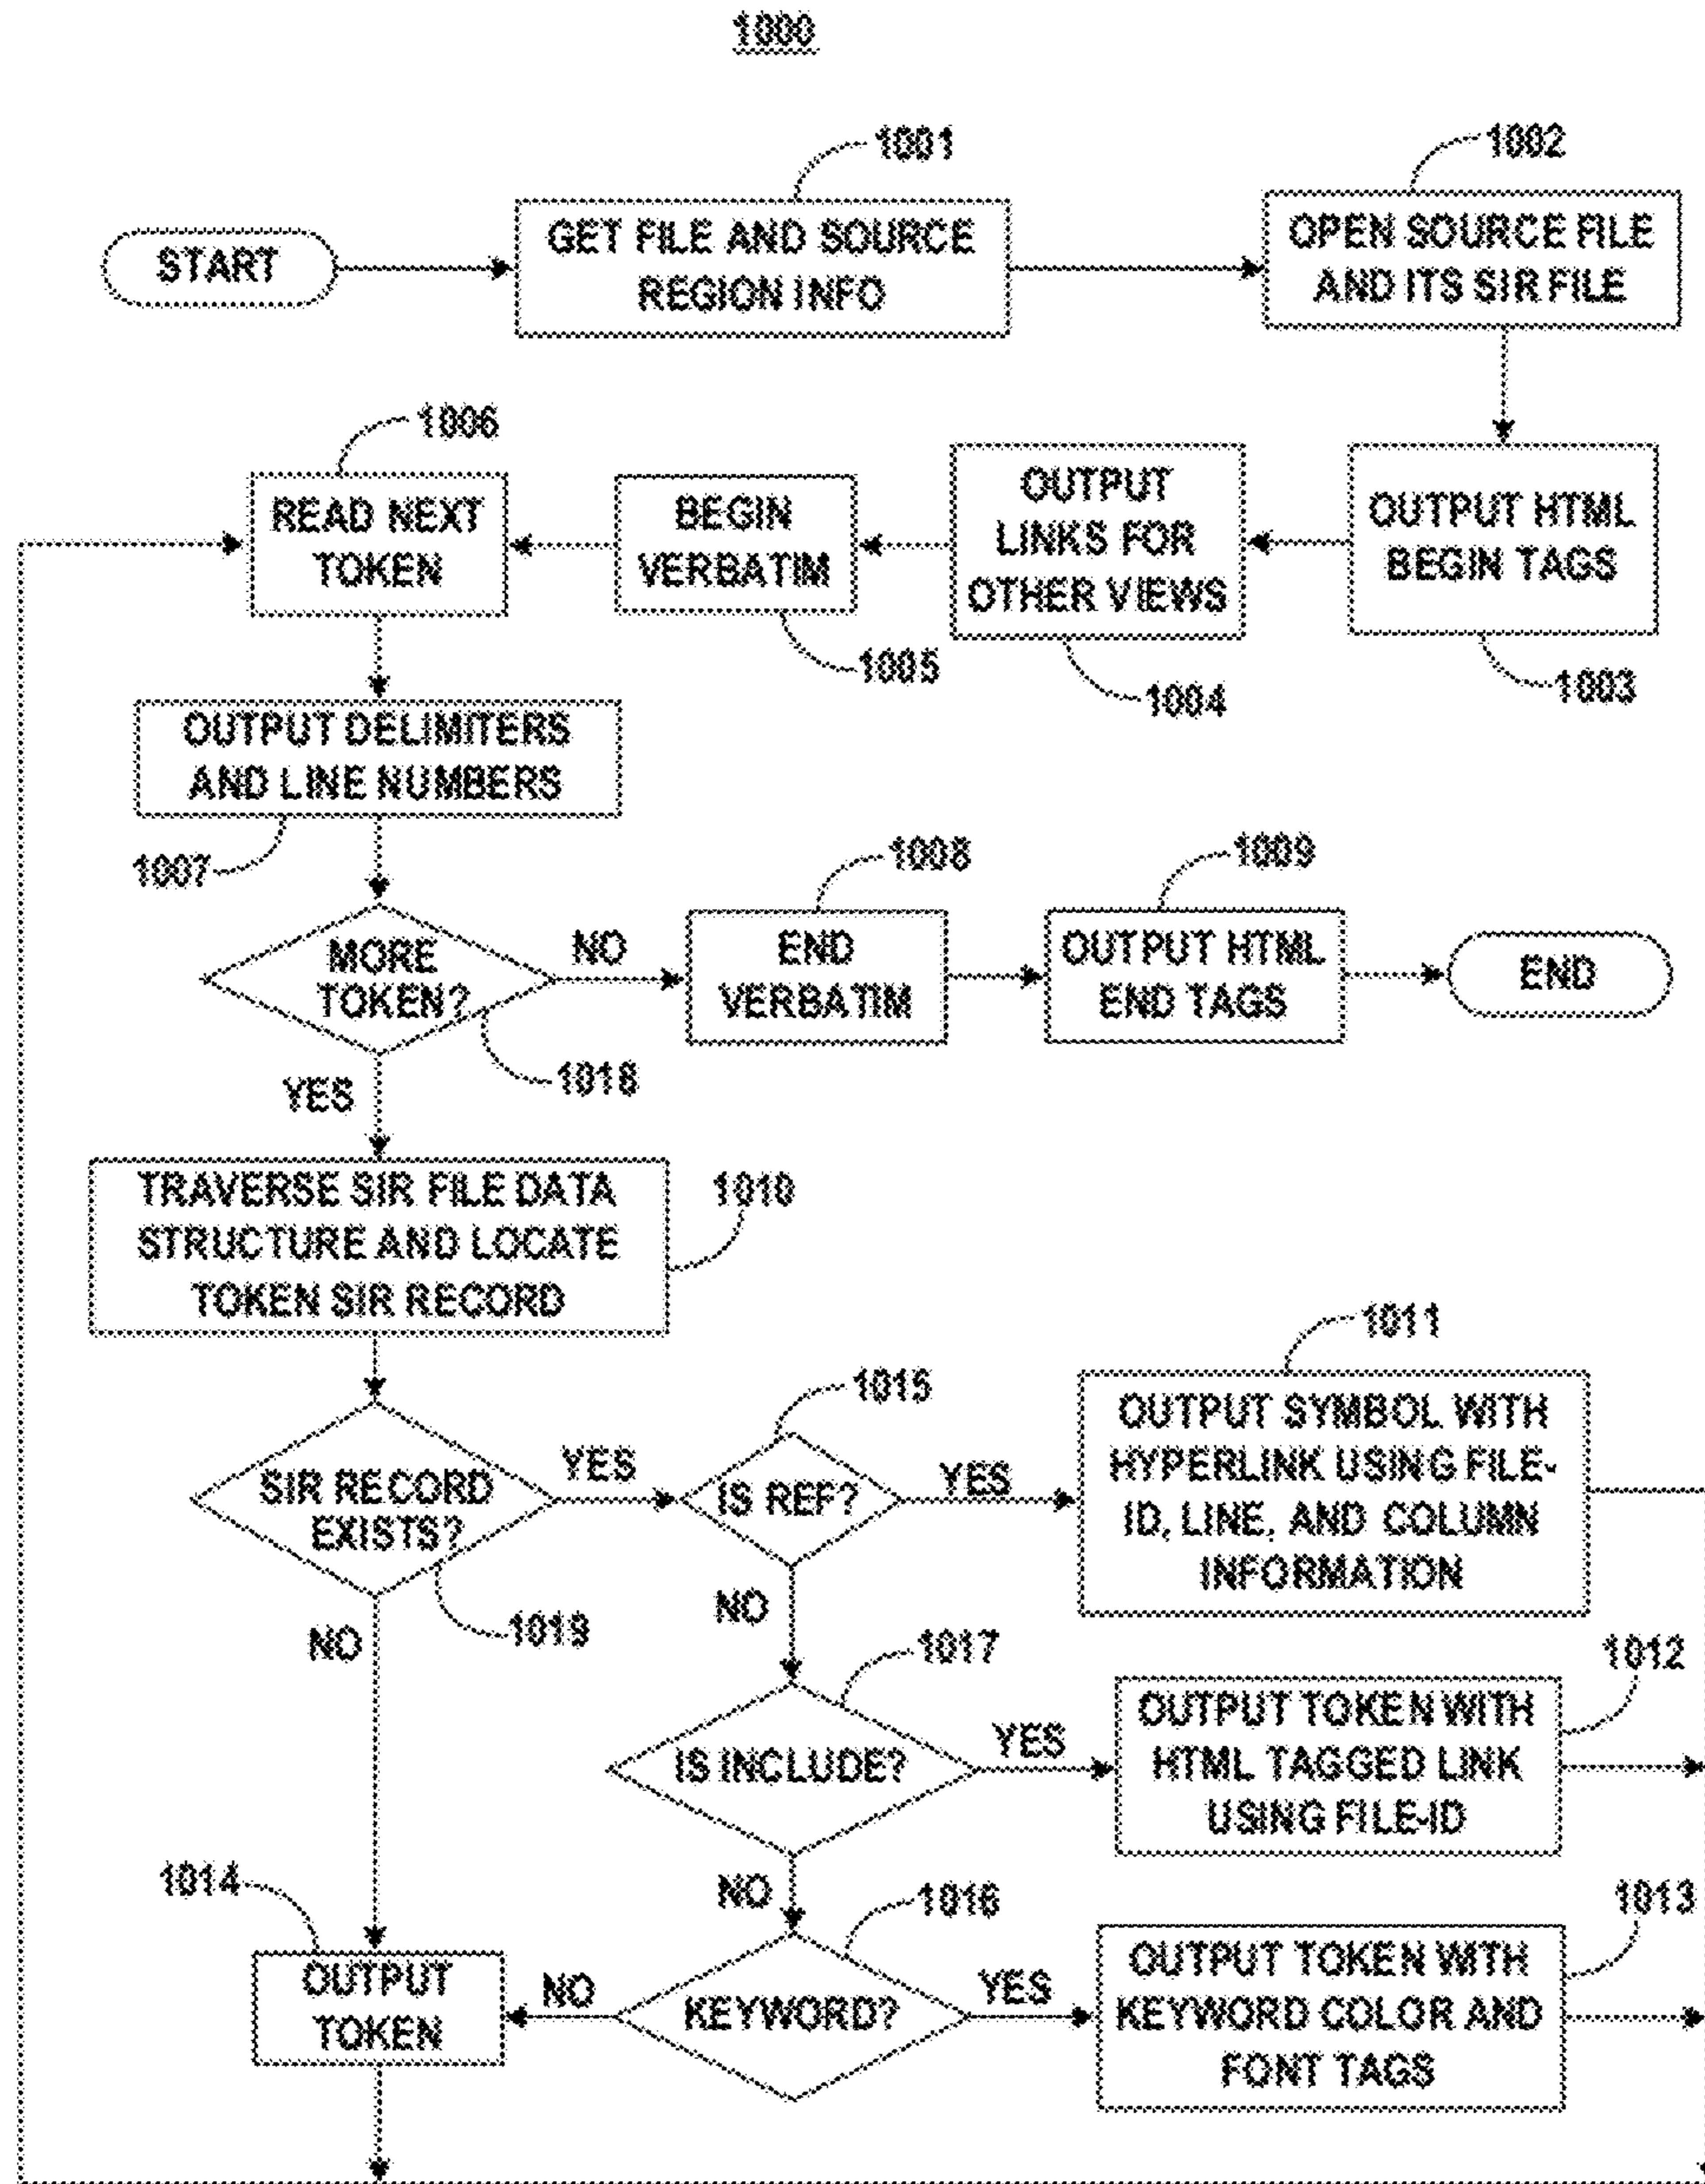 1000
1001
1002
START
GET FILE AND SOURCE
REGION INFO
OPEN SOURCE FILE
AND ITS SIR FILE
1006
READ NEXT
TOKEN
BEGIN
VERBATIM
OUTPUT
LINKS FOR
OTHER VIEWS
OUTPUT HTML
BEGIN TAGS
1005
1004
1003
OUTPUT DELIMITERS
AND LINE NUMBERS
1007
1008
1009
MORE
TOKEN?
NO
END
VERBATIM
OUTPUT HTML
END TAGS
END
1018
YES
TRAVERSE SIR FILE DATA
STRUCTURE AND LOCATE
TOKEN SIR RECORD
1010
1011
1015
SIR RECORD
EXISTS?
YES
IS REF?
YES
OUTPUT SYMBOL WITH
HYPERLINK USING FILE-
ID, LINE, AND COLUMN
INFORMATION
NO
1019
NO
1017
1012
IS INCLUDE?
YES
OUTPUT TOKEN WITH
HTML TAGGED LINK
USING FILE-ID
1014
NO
1016
1013
OUTPUT
TOKEN
NO
KEYWORD?
YES
OUTPUT TOKEN WITH
KEYWORD COLOR AND
FONT TAGS